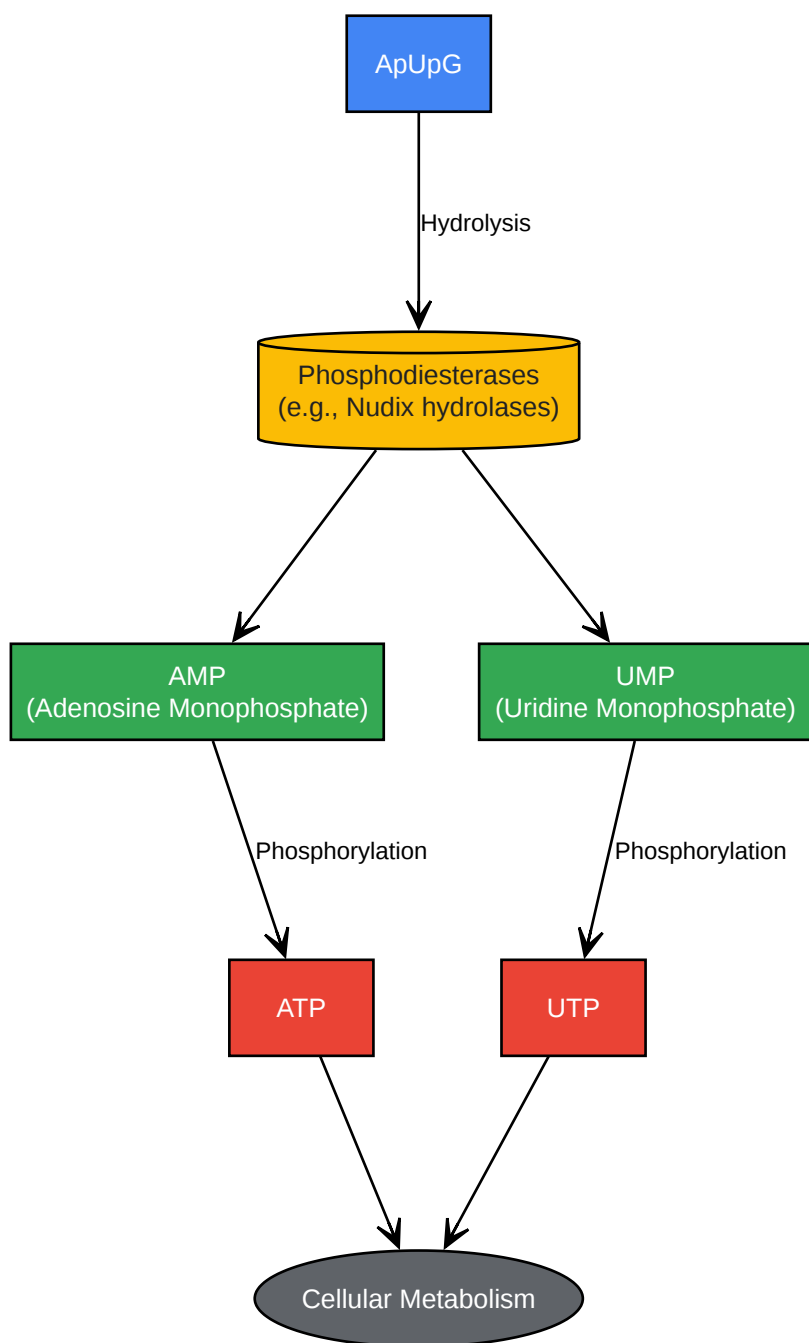 ApUpG
Hydrolysis
Phosphodiesterases
(e.g., Nudix hydrolases)
AMP
(Adenosine Monophosphate)
UMP
(Uridine Monophosphate)
Phosphorylation
Phosphorylation
ATP
UTP
Cellular Metabolism